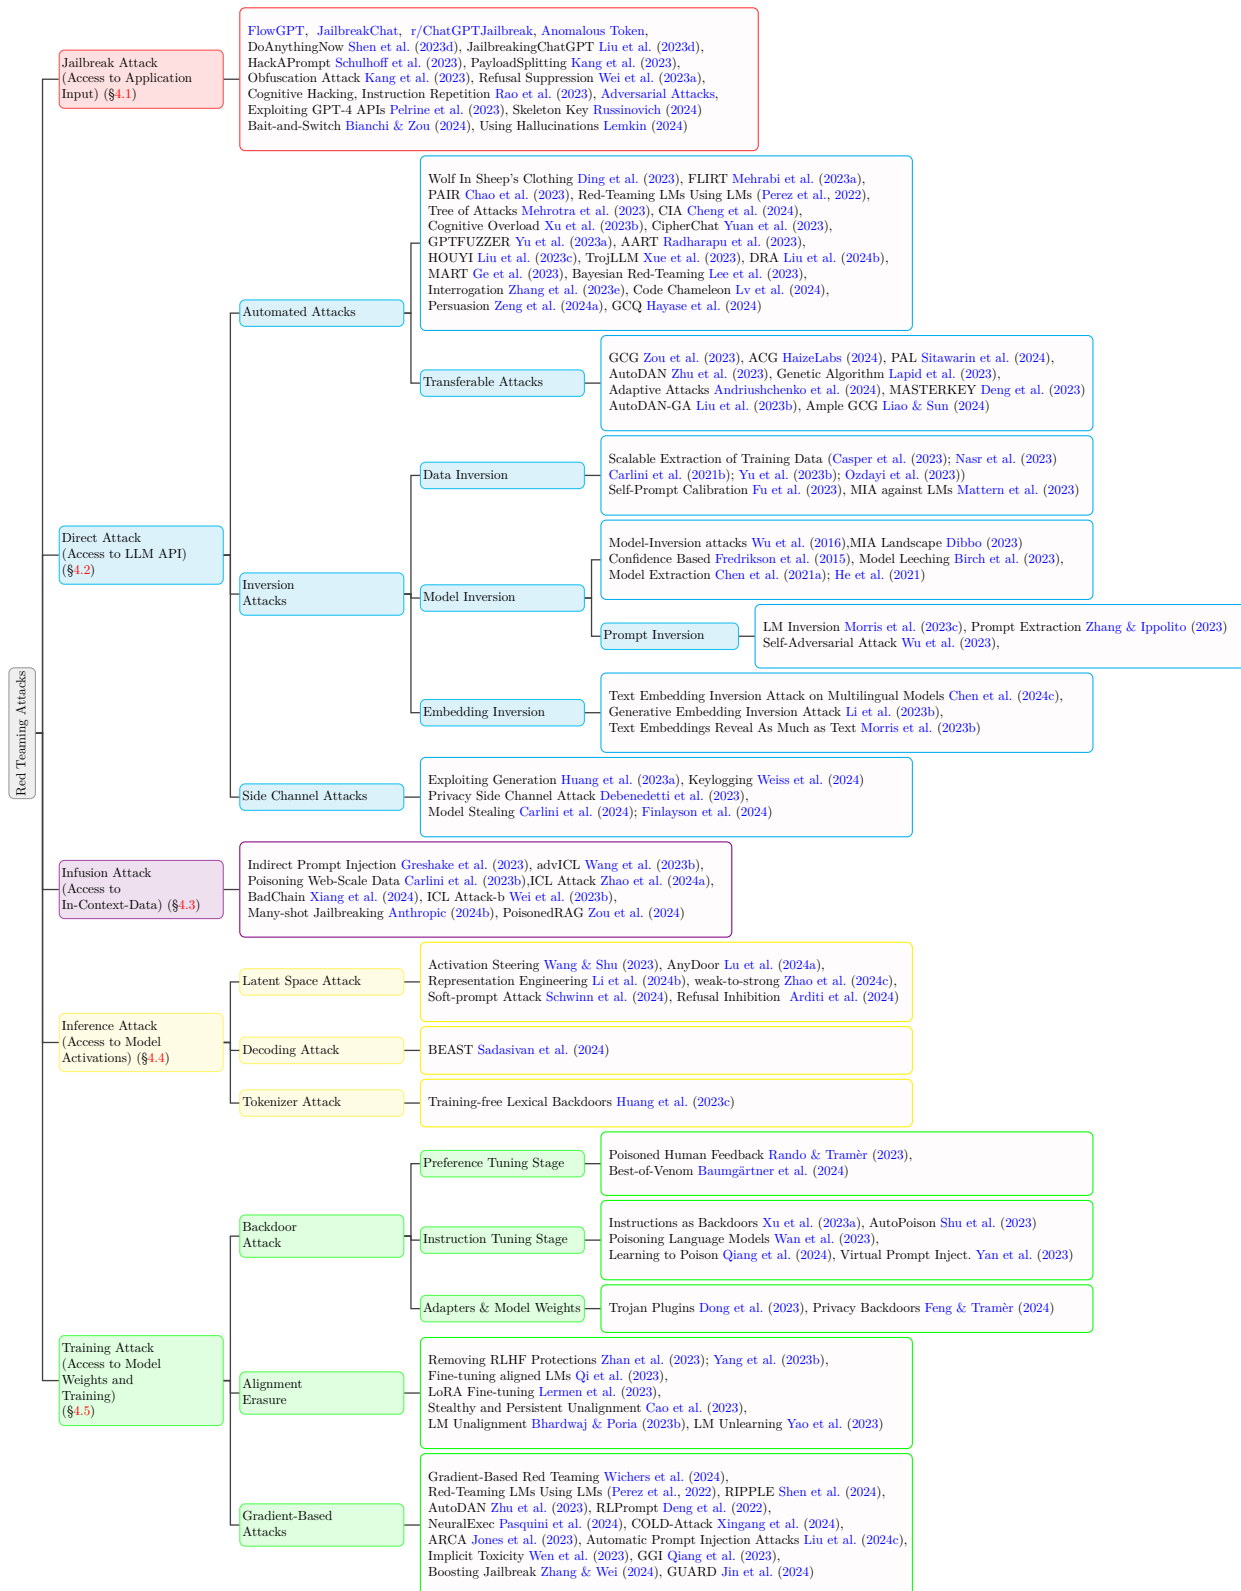 Red Teaming Attacks
Jailbreak Attack
(Access to Application
Input) (§4.1)
FlowGPT, JailbreakChat, r/ChatGPTJailbreak, Anomalous Token,
DoAnythingNow Shen et al. (2023d), JailbreakingChatGPT Liu et al. (2023d),
HackAPrompt Schulhoff et al. (2023), PayloadSplitting Kang et al. (2023),
Obfuscation Attack Kang et al. (2023), Refusal Suppression Wei et al. (2023a),
Cognitive Hacking, Instruction Repetition Rao et al. (2023), Adversarial Attacks,
Exploiting GPT-4 APIs Pelrine et al. (2023), Skeleton Key Russinovich (2024)
Bait-and-Switch Bianchi & Zou (2024), Using Hallucinations Lemkin (2024)
Direct Attack
(Access to LLM API)
(§4.2)
Automated Attacks
Wolf In Sheep's Clothing Ding et al. (2023), FLIRT Mehrabi et al. (2023a),
PAIR Chao et al. (2023), Red-Teaming LMs Using LMs (Perez et al., 2022),
Tree of Attacks Mehrotra et al. (2023), CIA Cheng et al. (2024),
Cognitive Overload Xu et al. (2023b), CipherChat Yuan et al. (2023),
GPTFUZZER Yu et al. (2023a), AART Radharapu et al. (2023),
HOUYI Liu et al. (2023c), TrojLLM Xue et al. (2023), DRA Liu et al. (2024b),
MART Ge et al. (2023), Bayesian Red-Teaming Lee et al. (2023),
Interrogation Zhang et al. (2023e), Code Chameleon Lv et al. (2024),
Persuasion Zeng et al. (2024a), GCQ Hayase et al. (2024)
Transferable Attacks
GCG Zou et al. (2023), ACG HaizeLabs (2024), PAL Sitawarin et al. (2024),
AutoDAN Zhu et al. (2023), Genetic Algorithm Lapid et al. (2023),
Adaptive Attacks Andriushchenko et al. (2024), MASTERKEY Deng et al. (2023)
AutoDAN-GA Liu et al. (2023b), Ample GCG Liao & Sun (2024)
Inversion
Attacks
Data Inversion
Scalable Extraction of Training Data (Casper et al. (2023); Nasr et al. (2023)
Carlini et al. (2021b); Yu et al. (2023b); Ozdayi et al. (2023))
Self-Prompt Calibration Fu et al. (2023), MIA against LMs Mattern et al. (2023)
Model Inversion
Model-Inversion attacks Wu et al. (2016),MIA Landscape Dibbo (2023)
Confidence Based Fredrikson et al. (2015), Model Leeching Birch et al. (2023),
Model Extraction Chen et al. (2021a); He et al. (2021)
Prompt Inversion
LM Inversion Morris et al. (2023c), Prompt Extraction Zhang & Ippolito (2023)
Self-Adversarial Attack Wu et al. (2023),
Embedding Inversion
Text Embedding Inversion Attack on Multilingual Models Chen et al. (2024c),
Generative Embedding Inversion Attack Li et al. (2023b),
Text Embeddings Reveal As Much as Text Morris et al. (2023b)
Side Channel Attacks
Exploiting Generation Huang et al. (2023a), Keylogging Weiss et al. (2024)
Privacy Side Channel Attack Debenedetti et al. (2023),
Model Stealing Carlini et al. (2024); Finlayson et al. (2024)
Infusion Attack
(Access to
In-Context-Data) (§4.3)
Indirect Prompt Injection Greshake et al. (2023), advICL Wang et al. (2023b),
Poisoning Web-Scale Data Carlini et al. (2023b),ICL Attack Zhao et al. (2024a),
BadChain Xiang et al. (2024), ICL Attack-b Wei et al. (2023b),
Many-shot Jailbreaking Anthropic (2024b), PoisonedRAG Zou et al. (2024)
Inference Attack
(Access to Model
Activations) (§4.4)
Latent Space Attack
Activation Steering Wang & Shu (2023), AnyDoor Lu et al. (2024a),
Representation Engineering Li et al. (2024b), weak-to-strong Zhao et al. (2024c),
Soft-prompt Attack Schwinn et al. (2024), Refusal Inhibition Arditi et al. (2024)
Decoding Attack
BEAST Sadasivan et al. (2024)
Tokenizer Attack
Training-free Lexical Backdoors Huang et al. (2023c)
Training Attack
(Access to Model
Weights and
Training)
(§4.5)
Backdoor
Attack
Preference Tuning Stage
Poisoned Human Feedback Rando & Tramèr (2023),
Best-of-Venom Baumgärtner et al. (2024)
Instruction Tuning Stage
Instructions as Backdoors Xu et al. (2023a), AutoPoison Shu et al. (2023)
Poisoning Language Models Wan et al. (2023),
Learning to Poison Qiang et al. (2024), Virtual Prompt Inject. Yan et al. (2023)
Adapters & Model Weights
Trojan Plugins Dong et al. (2023), Privacy Backdoors Feng & Tramèr (2024)
Alignment
Erasure
Removing RLHF Protections Zhan et al. (2023); Yang et al. (2023b),
Fine-tuning aligned LMs Qi et al. (2023),
LoRA Fine-tuning Lermen et al. (2023),
Stealthy and Persistent Unalignment Cao et al. (2023),
LM Unalignment Bhardwaj & Poria (2023b), LM Unlearning Yao et al. (2023)
Gradient-Based
Attacks
Gradient-Based Red Teaming Wichers et al. (2024),
Red-Teaming LMs Using LMs (Perez et al., 2022), RIPPLE Shen et al. (2024),
AutoDAN Zhu et al. (2023), RLPrompt Deng et al. (2022),
NeuralExec Pasquini et al. (2024), COLD-Attack Xingang et al. (2024),
ARCA Jones et al. (2023), Automatic Prompt Injection Attacks Liu et al. (2024c),
Implicit Toxicity Wen et al. (2023), GGI Qiang et al. (2023),
Boosting Jailbreak Zhang & Wei (2024), GUARD Jin et al. (2024)